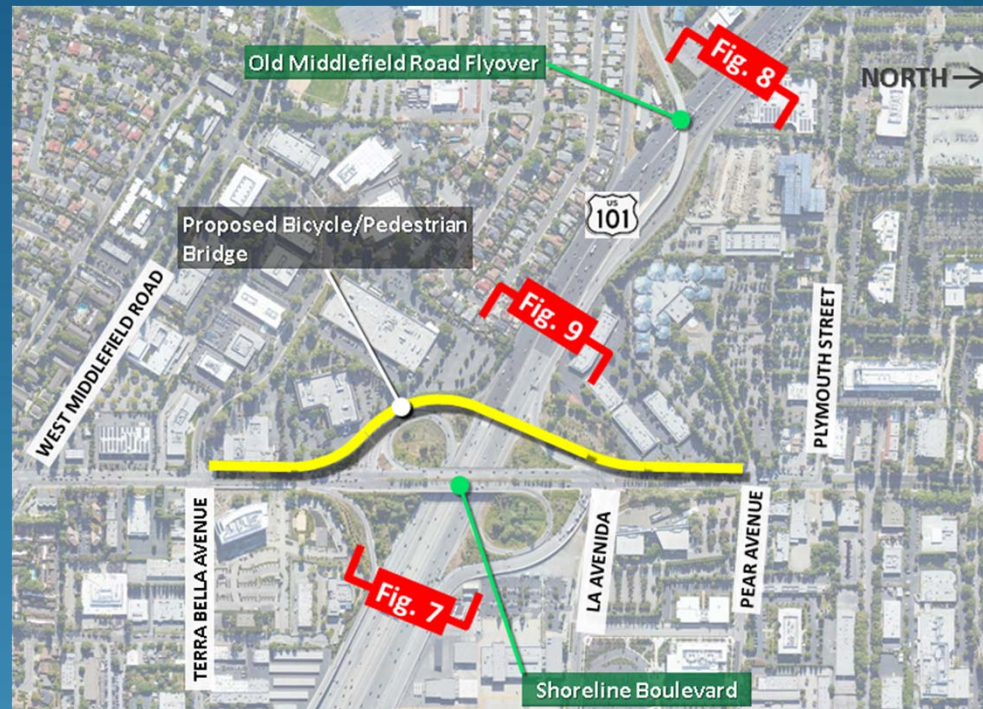 Old Middlefield Road Flyover
Fig. 8
NORTH
US
101
Proposed Bicycle/Pedestrian
Bridge
Fig. 9
WEST MIDDLEFIELD ROAD
PLYMOUTH STREET
TERRA BELLA AVENUE
Fig. 7
LA AVENIDA
PEAR AVENUE
Shoreline Boulevard